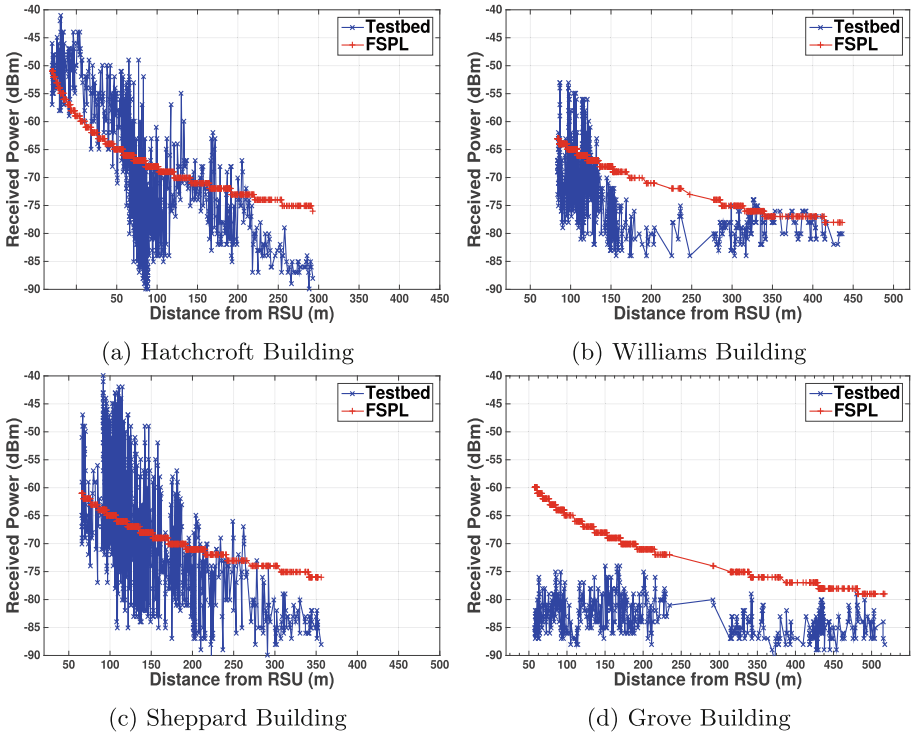 -40
-45
-50
-55
-60
-65
-70
-75
-80
-85
-90
Received Power (dBm)
Testbed
FSPL
50 100 150 200 250 300 350 400 450
Distance from RSU (m)
(a) Hatchcroft Building
-40
-45
-50
-55
-60
-65
-70
-75
-80
-85
-90
Received Power (dBm)
Testbed
FSPL
50 100 150 200 250 300 350 400 450 500
Distance from RSU (m)
(b) Williams Building
-40
-45
-50
-55
-60
-65
-70
-75
-80
-85
-90
Received Power (dBm)
Testbed
FSPL
50 100 150 200 250 300 350 400 450 500
Distance from RSU (m)
(c) Sheppard Building
-40
-45
-50
-55
-60
-65
-70
-75
-80
-85
-90
Received Power (dBm)
Testbed
FSPL
50 100 150 200 250 300 350 400 450 500
Distance from RSU (m)
(d) Grove Building